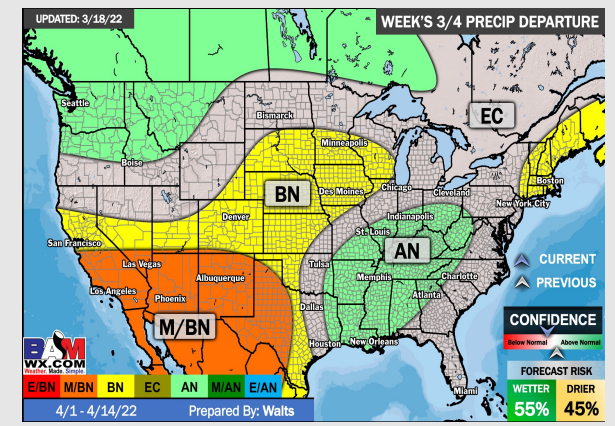 UPDATED: 3/18/22
WEEK'S 3/4 PRECIP DEPARTURE
Seattle
Bismarck
EC
Minneapolis
Boise
Boston
BN
Des Moines
Chicago
Cleveland
New York City
Denver
Indianapolis
San Francisco
St. Louis
AN
Las Vegas
Tulsa
CURRENT
Albuquerque
Memphis
Charlotte
PREVIOUS
Los Angeles
Phoenix
Atlanta
Dallas
M/BN
CONFIDENCE
Houston
New Orleans
Below Normal
Above Normal
BAM
WX.COM
Weather. Made. Simple.
FORECAST RISK
E/BN M/BN BN EC AN M/AN E/AN
Miami
WETTER DRIER
55% 45%
4/1 - 4/14/22
Prepared By: Walts